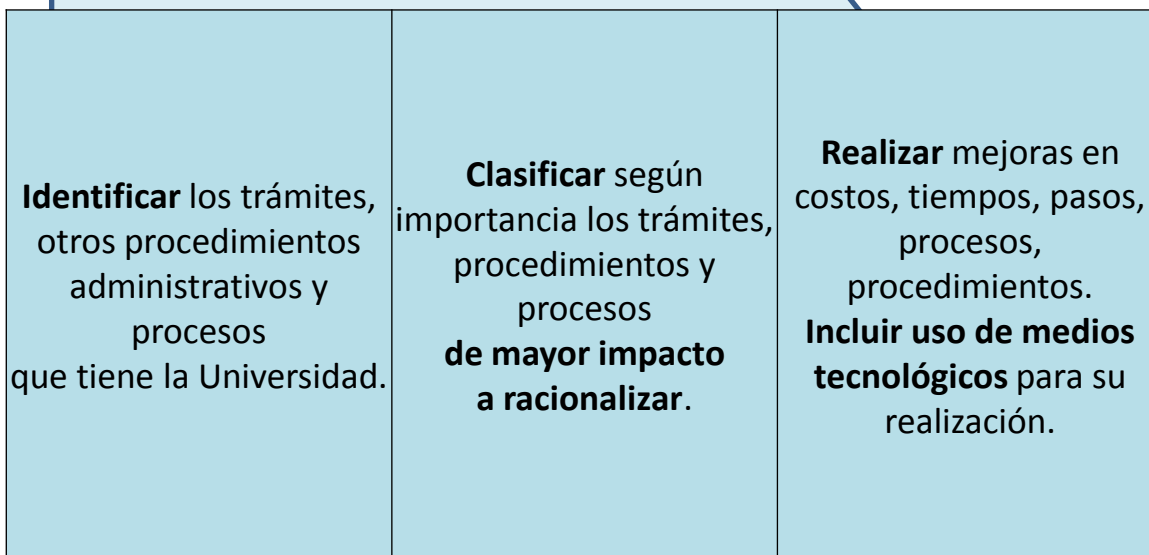 Identificar los trámites,
otros procedimientos
administrativos y
procesos
que tiene la Universidad.
Clasificar según
importancia los trámites,
procedimientos y
procesos
de mayor impacto
a racionalizar.
Realizar mejoras en
costos, tiempos, pasos,
procesos,
procedimientos.
Incluir uso de medios
tecnológicos para su
realización.